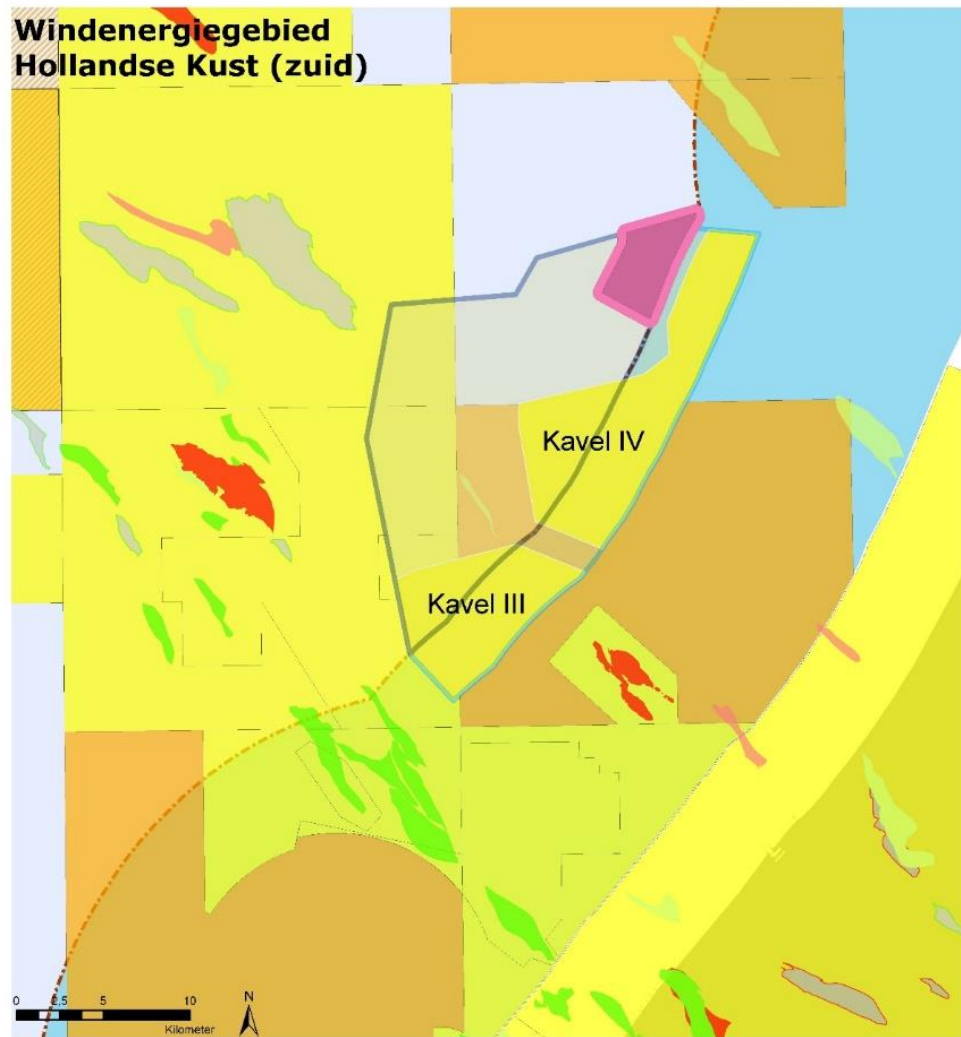 Windenergiegebied
Hollandse Kust (zuid)
Kavel IV
Kavel III
0 2,5 5 10
Kilometer
N